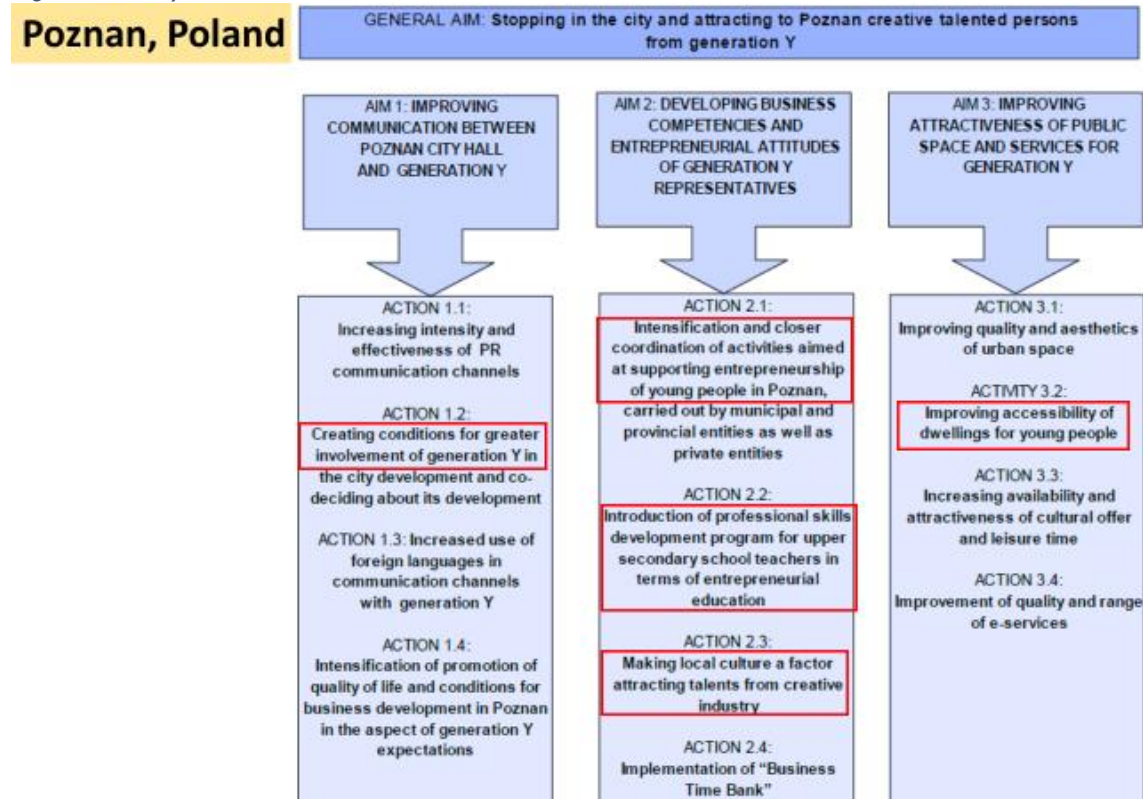 Poznan, Poland
GENERAL AIM: Stopping in the city and attracting to Poznan creative talented persons
from generation Y
AIM 1: IMPROVING
COMMUNICATION BETWEEN
POZNAN CITY HALL
AND GENERATION Y
ACTION 1.1:
Increasing intensity and
effectiveness of PR
communication channels
ACTION 1.2:
Creating conditions for greater
involvement of generation Y in
the city development and co-
deciding about its development
ACTION 1.3: Increased use of
foreign languages in
communication channels
with generation Y
ACTION 1.4:
Intensification of promotion of
quality of life and conditions for
business development in Poznan
in the aspect of generation Y
expectations
AIM 2: DEVELOPING BUSINESS
COMPETENCIES AND
ENTREPRENEURIAL ATTITUDES
OF GENERATION Y
REPRESENTATIVES
ACTION 2.1:
Intensification and closer
coordination of activities aimed
at supporting entrepreneurship
of young people in Poznan,
carried out by municipal and
provincial entities as well as
private entities
ACTION 2.2:
Introduction of professional skills
development program for upper
secondary school teachers in
terms of entrepreneurial
education
ACTION 2.3:
Making local culture a factor
attracting talents from creative
industry
ACTION 2.4:
Implementation of "Business
Time Bank"
AIM 3: IMPROVING
ATTRACTIVENESS OF PUBLIC
SPACE AND SERVICES FOR
GENERATION Y
ACTION 3.1:
Improving quality and aesthetics
of urban space
ACTIVITY 3.2:
Improving accessibility of
dwellings for young people
ACTION 3.3:
Increasing availability and
attractiveness of cultural offer
and leisure time
ACTION 3.4:
Improvement of quality and range
of e-services